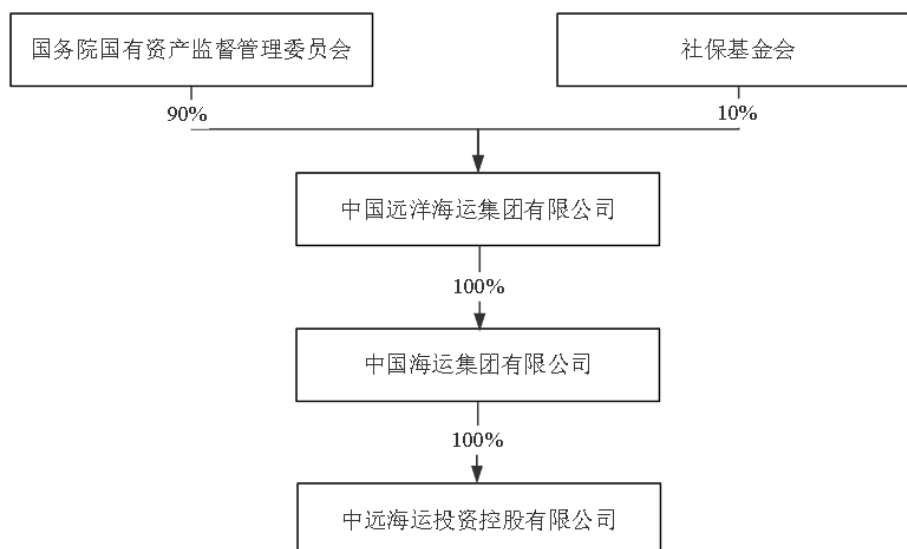 国务院国有资产监督管理委员会
社保基金会
90%
10%
中国远洋海运集团有限公司
100%
中国海运集团有限公司
100%
中远海运投资控股有限公司